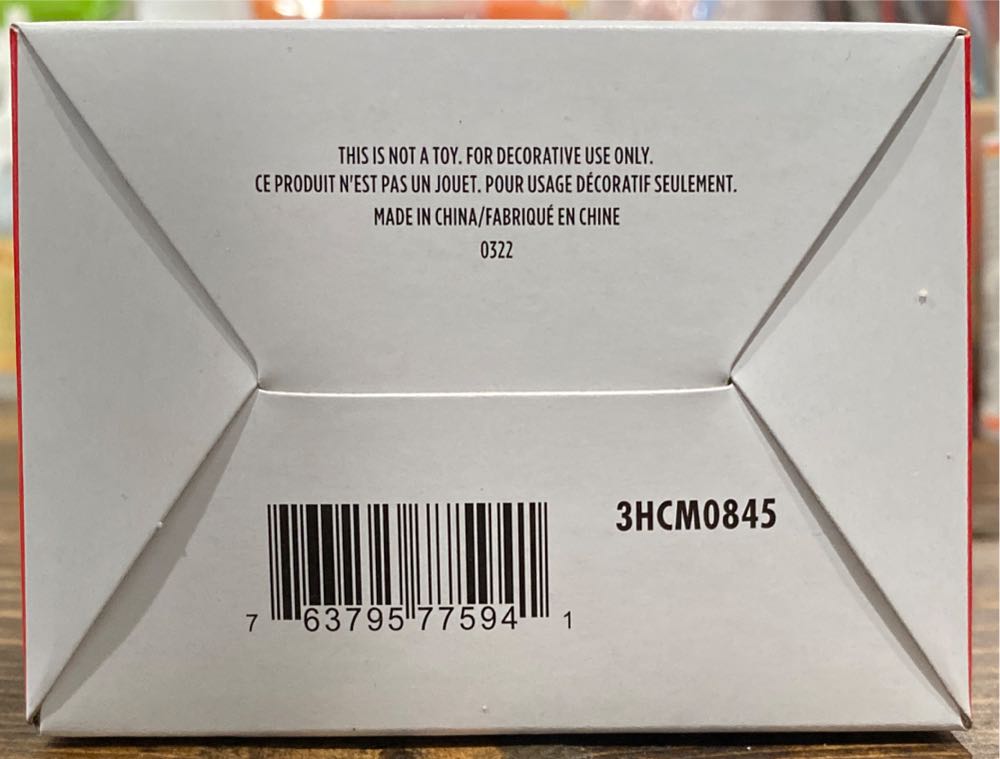 THIS IS NOT A TOY. FOR DECORATIVE USE ONLY.
CE PRODUIT N'EST PAS UN JOUET. POUR USAGE DÉCORATIF SEULEMENT.
MADE IN CHINA/FABRIQUÉ EN CHINE
0322
3HCM0845
7 63795 77594 1